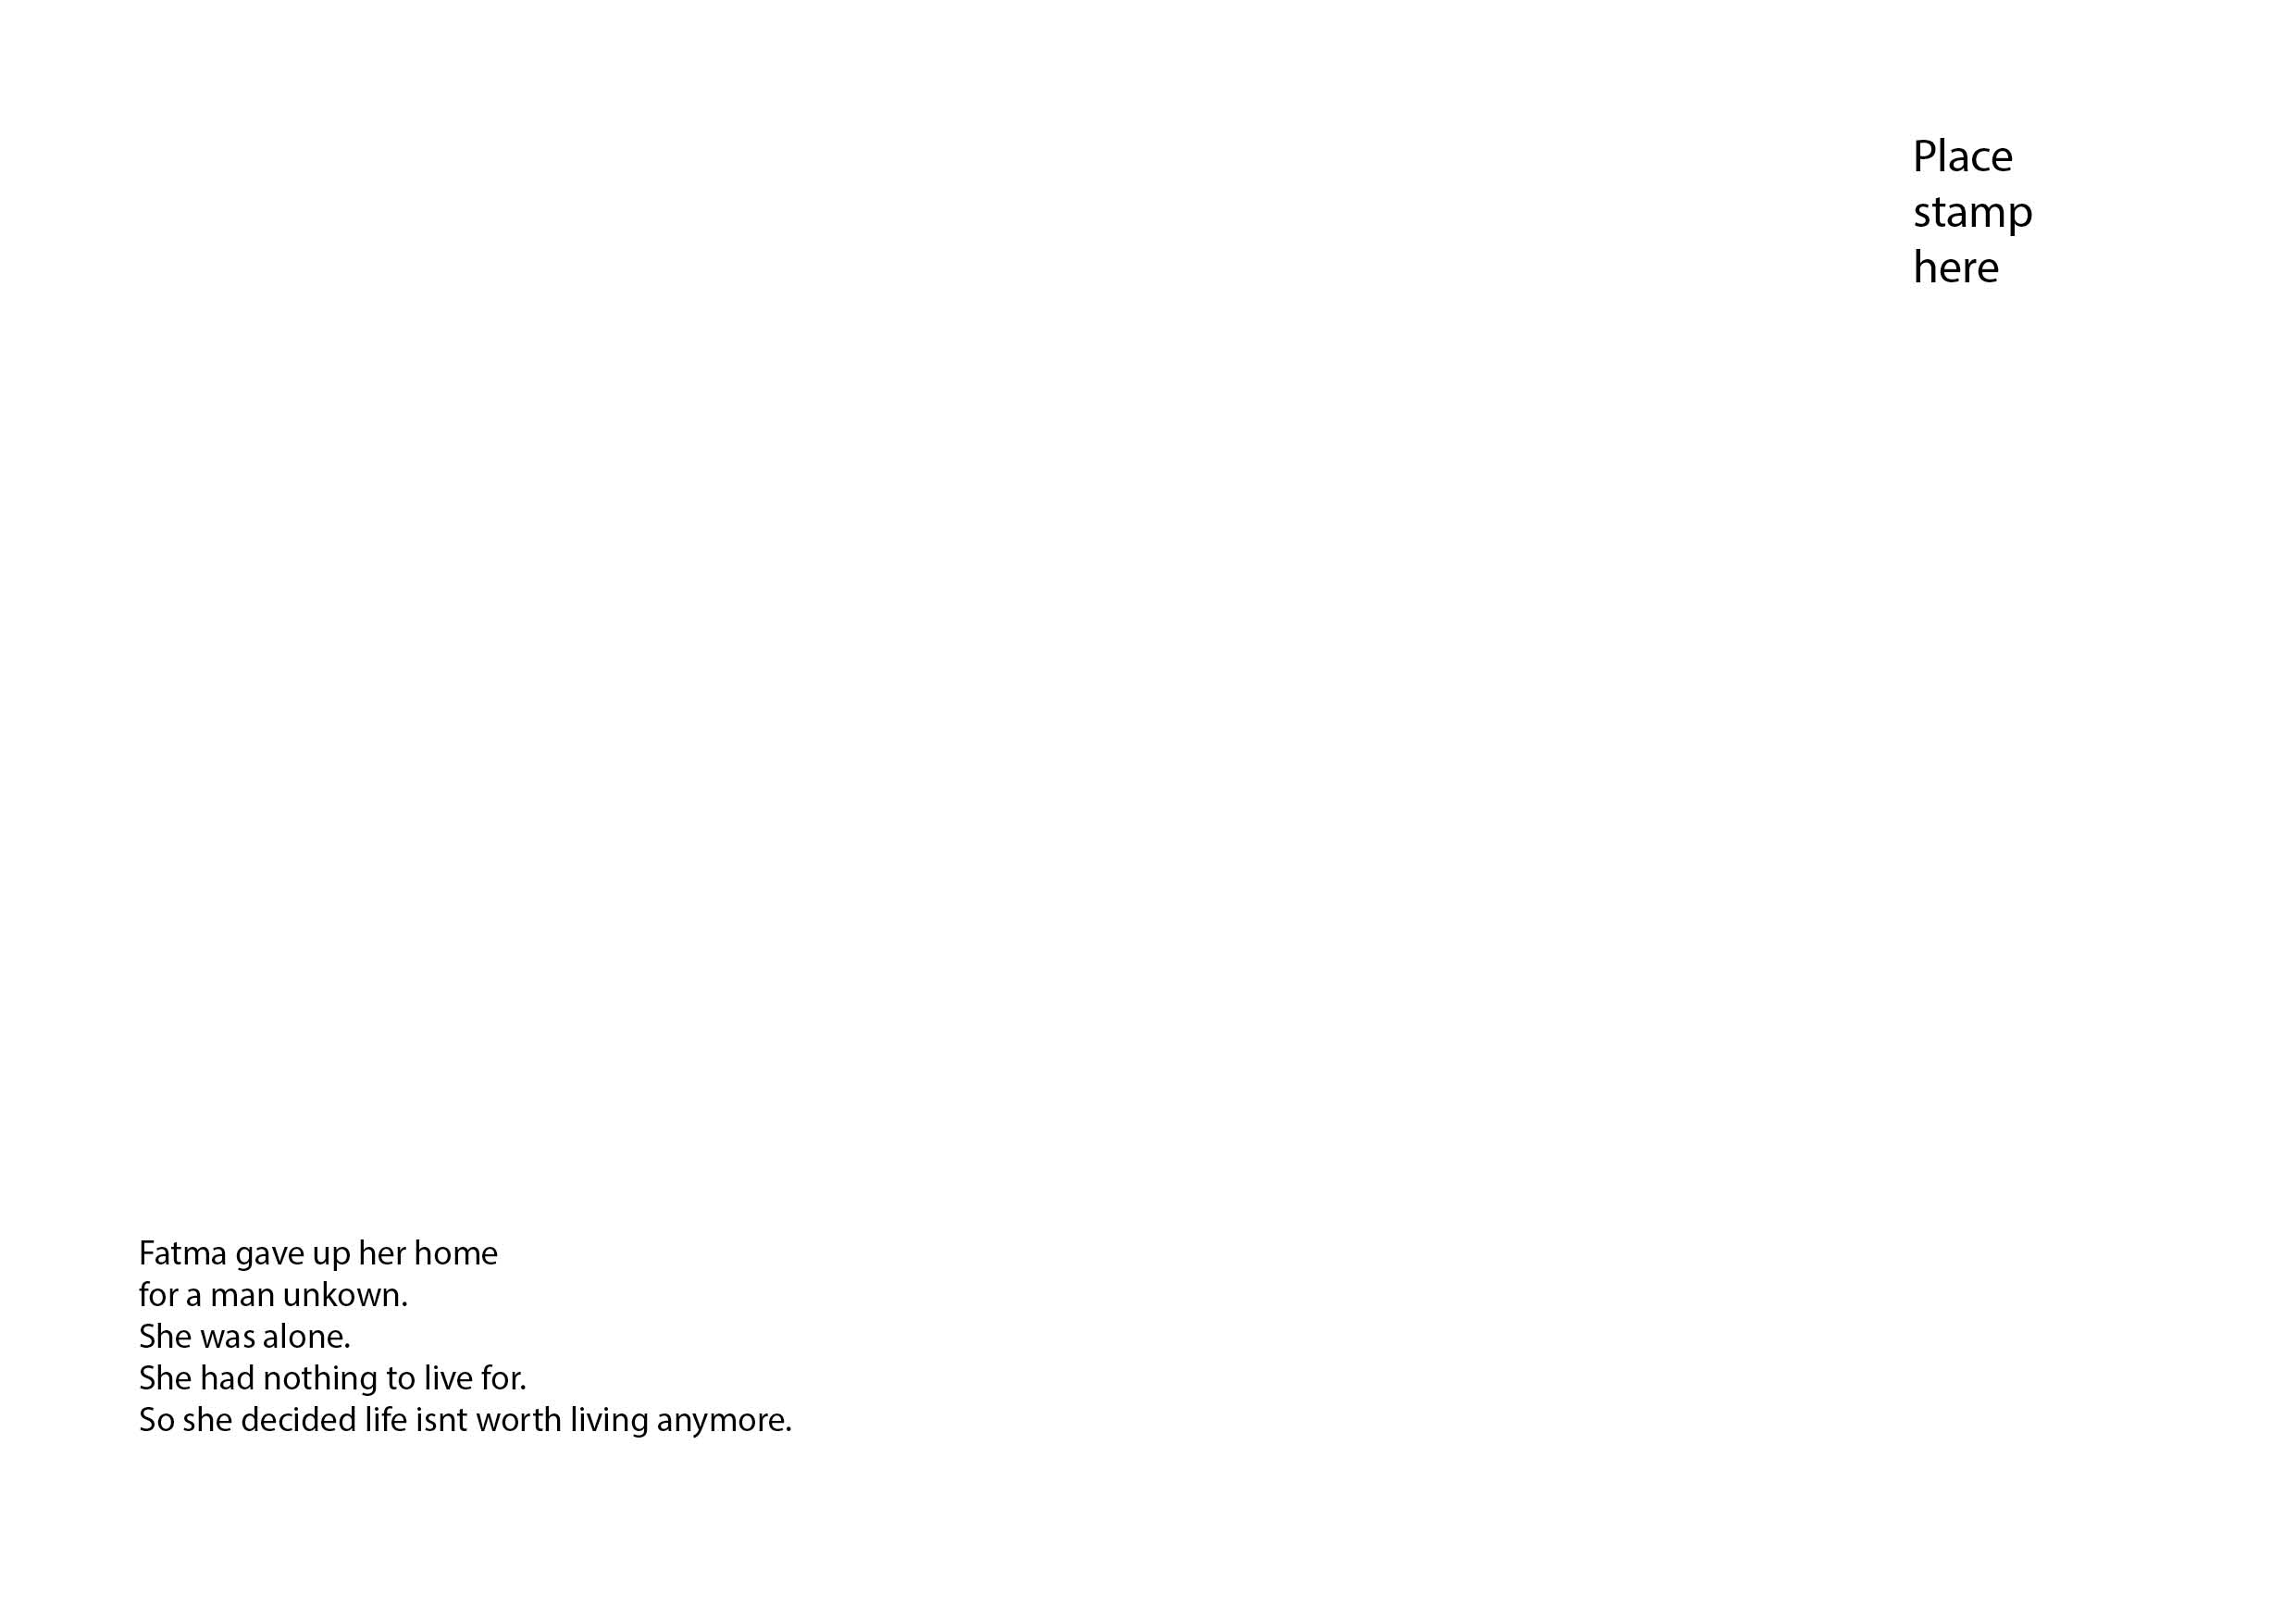 Place
stamp
here
Fatma gave up her home
for a man unkown.
She was alone.
She had nothing to live for.
So she decided life isnt worth living anymore.